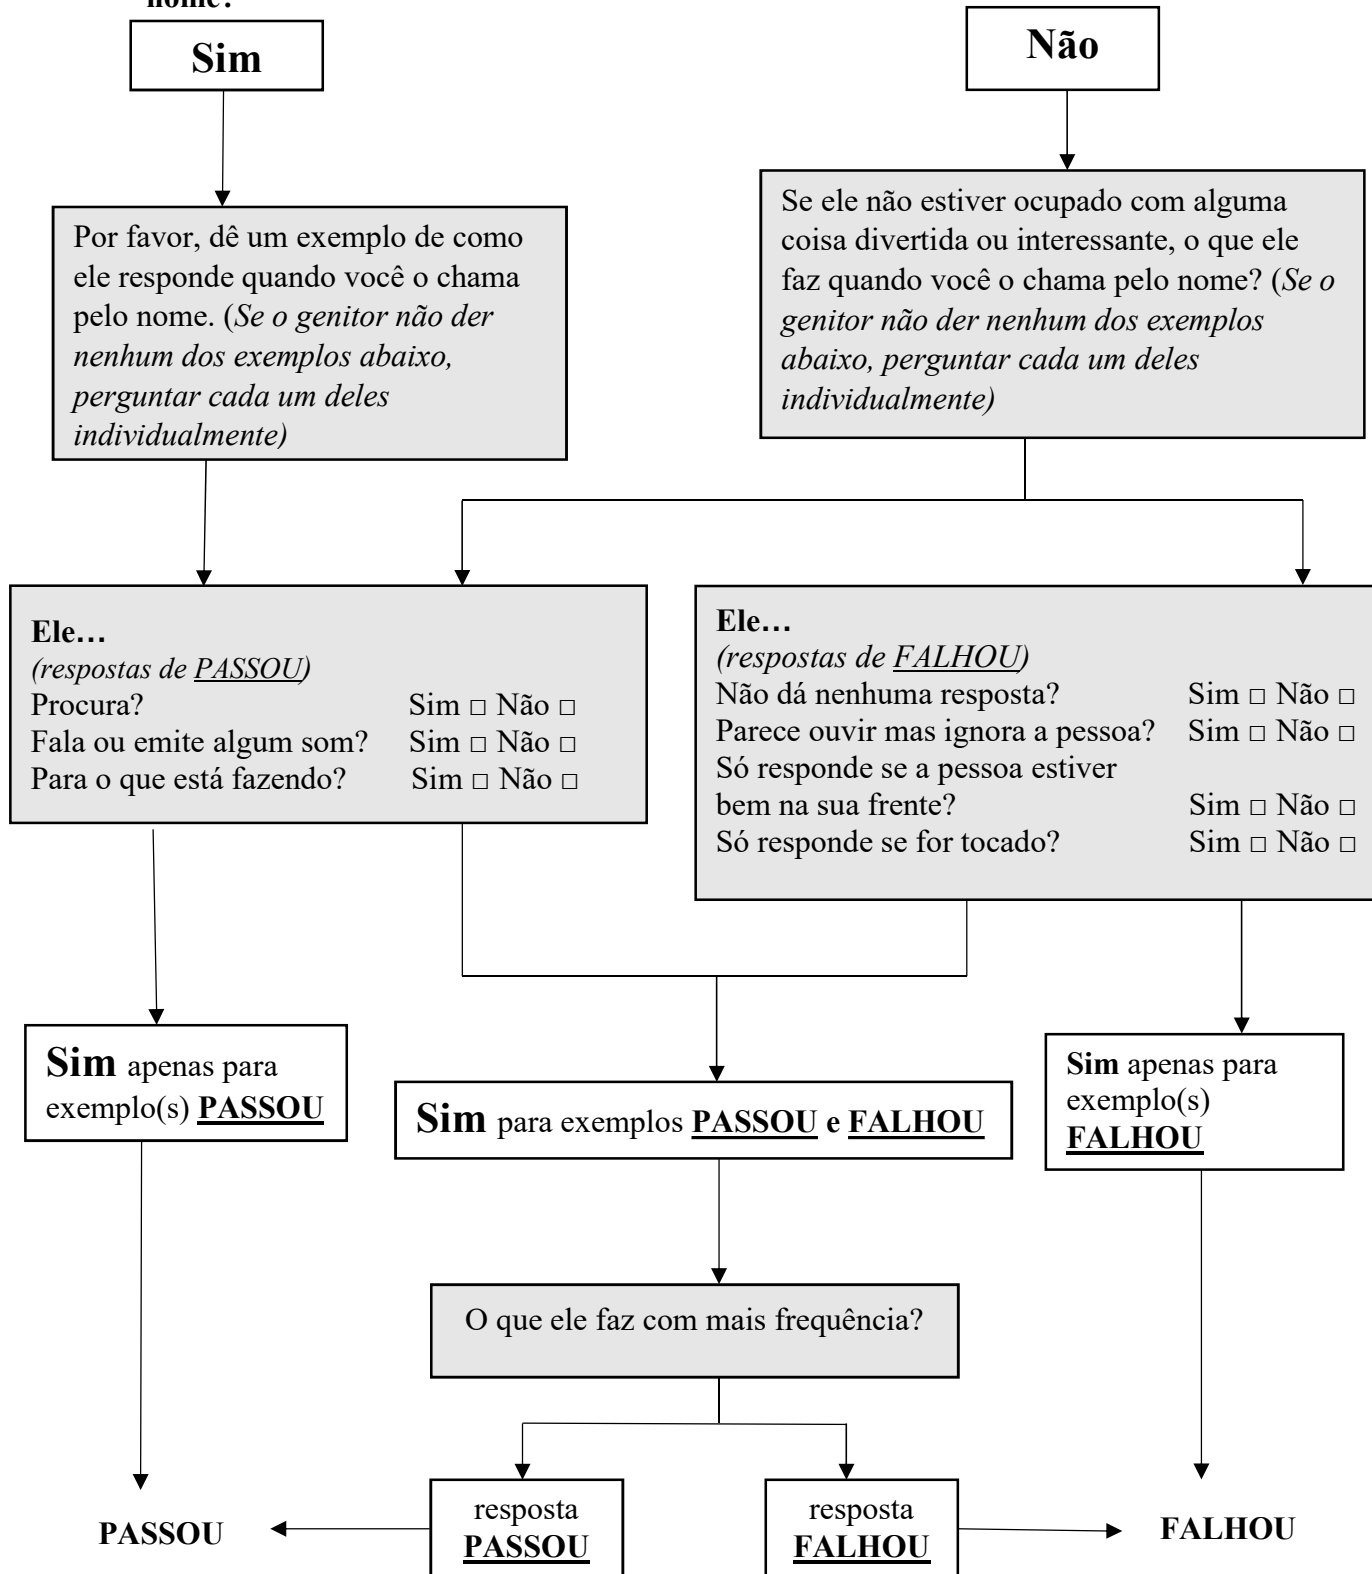 nome?
Sim
Não
Por favor, dê um exemplo de como
ele responde quando você o chama
pelo nome. (Se o genitor não der
nenhum dos exemplos abaixo,
perguntar cada um deles
individualmente)
Se ele não estiver ocupado com alguma
coisa divertida ou interessante, o que ele
faz quando você o chama pelo nome? (Se o
genitor não der nenhum dos exemplos
abaixo, perguntar cada um deles
individualmente)
Ele…
(respostas de PASSOU)
Procura? Sim □ Não □
Fala ou emite algum som? Sim □ Não □
Para o que está fazendo? Sim □ Não □
Ele…
(respostas de FALHOU)
Não dá nenhuma resposta? Sim □ Não □
Parece ouvir mas ignora a pessoa? Sim □ Não □
Só responde se a pessoa estiver
bem na sua frente? Sim □ Não □
Só responde se for tocado? Sim □ Não □
Sim apenas para
exemplo(s) PASSOU
Sim para exemplos PASSOU e FALHOU
Sim apenas para
exemplo(s)
FALHOU
O que ele faz com mais frequência?
PASSOU
resposta
PASSOU
resposta
FALHOU
FALHOU